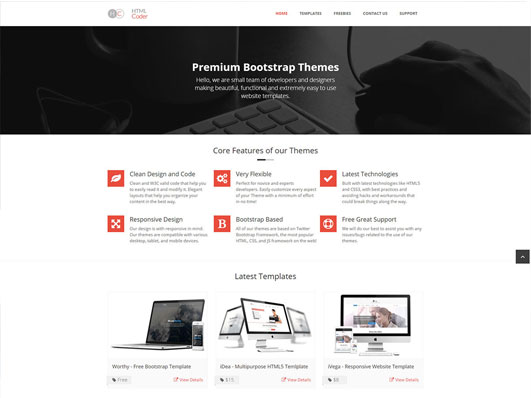 HTML
Coder
HOME TEMPLATES FREEBIES CONTACT US SUPPORT
Premium Bootstrap Themes
Hello, we are small team of developers and designers
making beautiful, functional and extremely easy to use
website templates.
Core Features of our Themes
Clean Design and Code
Clean and W3C valid code that help you
to easily read it and modify it. Elegant
layouts that help you organize your
content in the best way.
Very Flexible
Perfect for novice and experts
developers. Easily customize every aspect
of your Theme with a minimum of effort
in no time!
Latest Technologies
Built with latest technologies like HTML5
and CSS3, with best practices and
avoiding hacks and workarounds that
could break things along the way.
Responsive Design
Our design is with responsive in mind.
Our themes are compatible with various
desktop, tablet, and mobile devices.
B
Bootstrap Based
All of our themes are based on Twitter
Bootstrap Framework, the most popular
HTML, CSS, and JS framework on the web!
Free Great Support
We will do our best to assist you with any
issues/bugs related to the use of our
themes.
Latest Templates
Worthy - Free Bootstrap Template
Free View Details
iDea - Multipurpose HTML5 Template
$15 View Details
Mega - Responsive Website Template
View Details